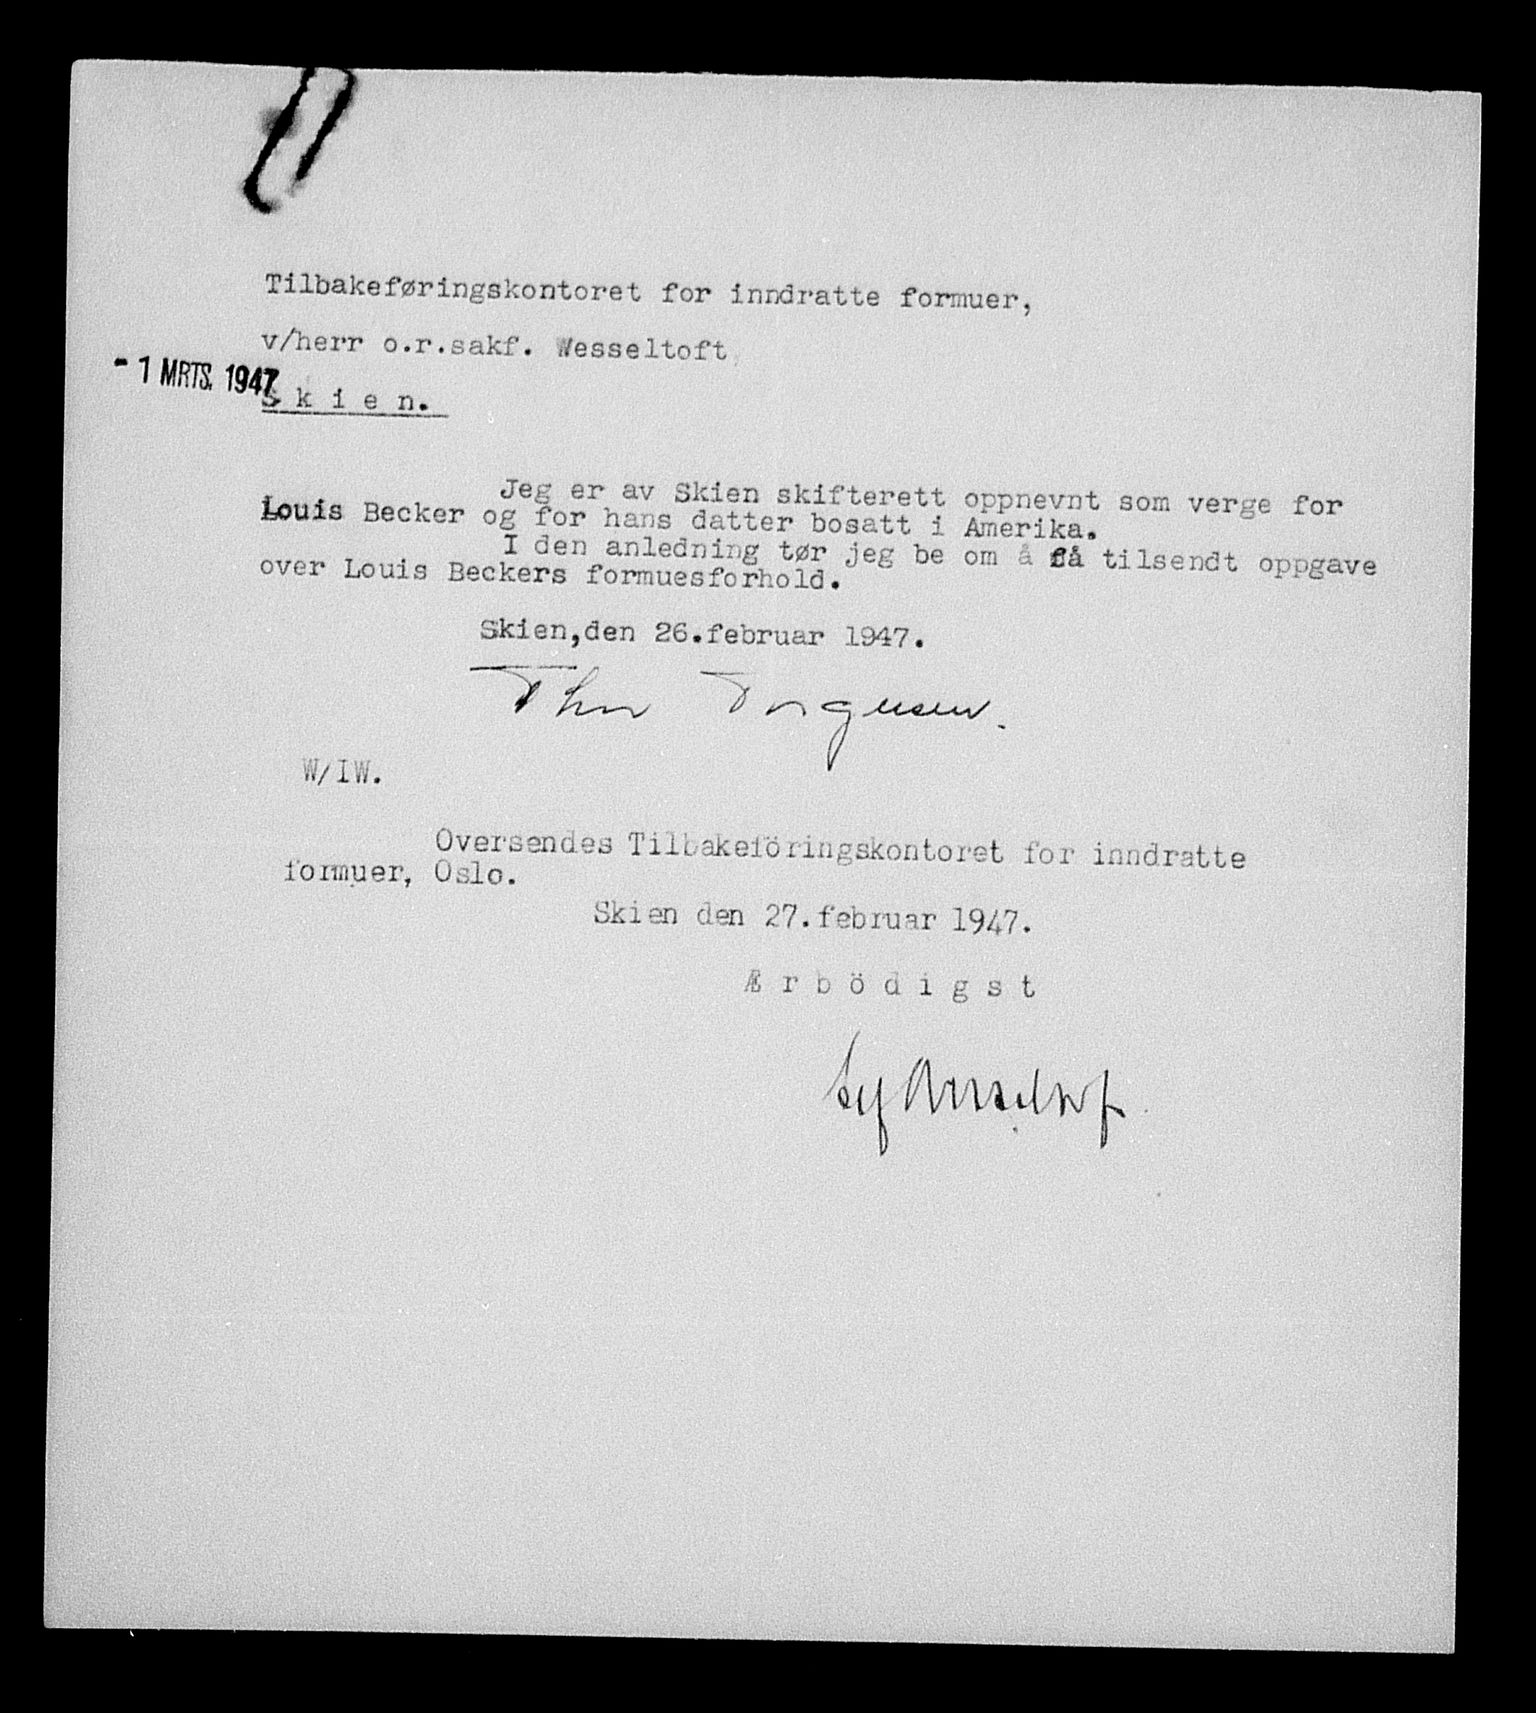 Tilbakeføringskontoret for inndratte formuer,
v/herr o.r.sakf. Wesseltoft,
- 1 MRTS. 1947
S k i e n.
Jeg er av Skien skifterett oppnevnt som verge for
Louis Becker og for hans datter bosatt i Amerika.
I den anledning tør jeg be om å få tilsendt oppgave
over Louis Beckers formuesforhold.
Skien,den 26.februar 1947.
Thor Torgersen.
W/IW.
Oversendes Tilbakeföringskontoret for inndratte
formuer, Oslo.
Skien den 27.februar 1947.
Æ r b ö d i g s t
Wesseltoft